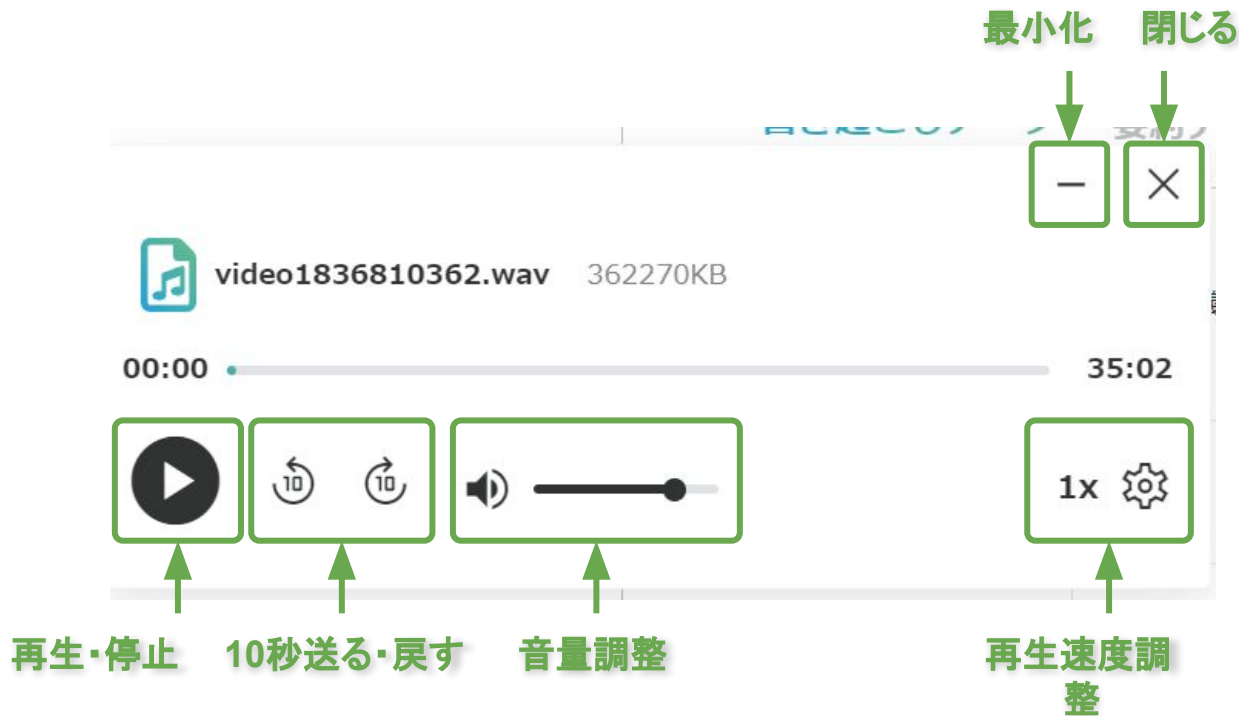 最小化 閉じる
video1836810362.wav 362270KB
00:00 35:02
10 10 1x
再生・停止 10秒送る・戻す 音量調整 再生速度調
整